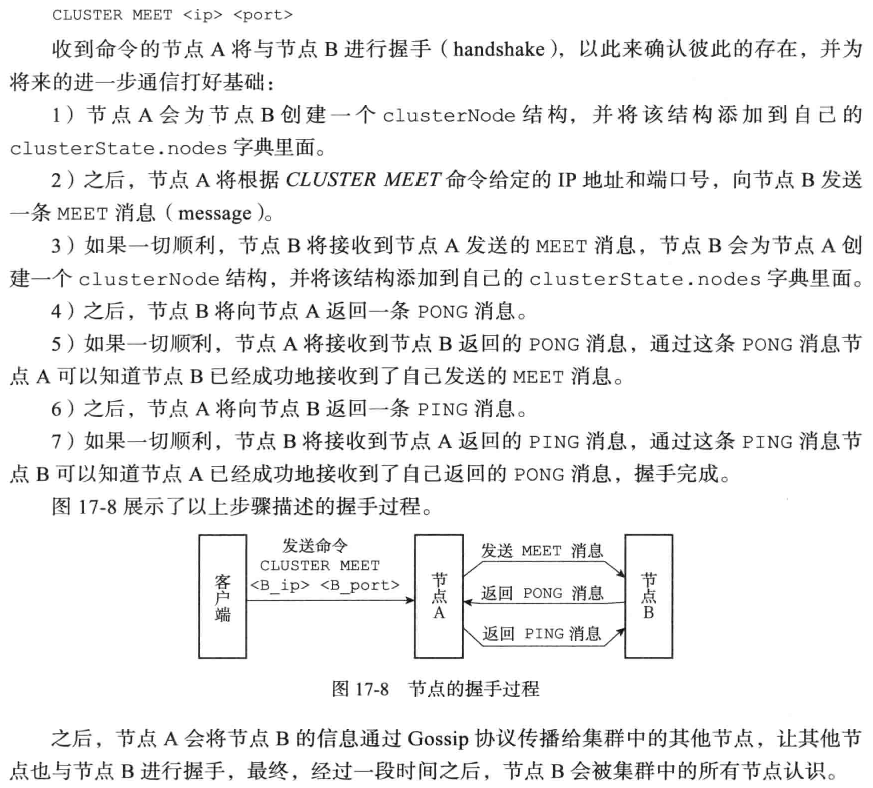 CLUSTER MEET <ip> <port>
收到命令的节点 A 将与节点 B 进行握手（handshake），以此来确认彼此的存在，并为
将来的进一步通信打好基础：
1）节点 A 会为节点 B 创建一个 clusterNode 结构，并将该结构添加到自己的
clusterState.nodes 字典里面。
2）之后，节点 A 将根据 CLUSTER MEET 命令给定的 IP 地址和端口号，向节点 B 发送
一条 MEET 消息（message）。
3）如果一切顺利，节点 B 将接收到节点 A 发送的 MEET 消息，节点 B 会为节点 A 创
建一个 clusterNode 结构，并将该结构添加到自己的 clusterState.nodes 字典里面。
4）之后，节点 B 将向节点 A 返回一条 PONG 消息。
5）如果一切顺利，节点 A 将接收到节点 B 返回的 PONG 消息，通过这条 PONG 消息节
点 A 可以知道节点 B 已经成功地接收到了自己发送的 MEET 消息。
6）之后，节点 A 将向节点 B 返回一条 PING 消息。
7）如果一切顺利，节点 B 将接收到节点 A 返回的 PING 消息，通过这条 PING 消息节
点 B 可以知道节点 A 已经成功地接收到了自己返回的 PONG 消息，握手完成。
图 17-8 展示了以上步骤描述的握手过程。
客户端
发送命令
CLUSTER MEET
<B_ip> <B_port>
节点A
发送 MEET 消息
返回 PONG 消息
返回 PING 消息
节点B
图 17-8 节点的握手过程
之后，节点 A 会将节点 B 的信息通过 Gossip 协议传播给集群中的其他节点，让其他节
点也与节点 B 进行握手，最终，经过一段时间之后，节点 B 会被集群中的所有节点认识。